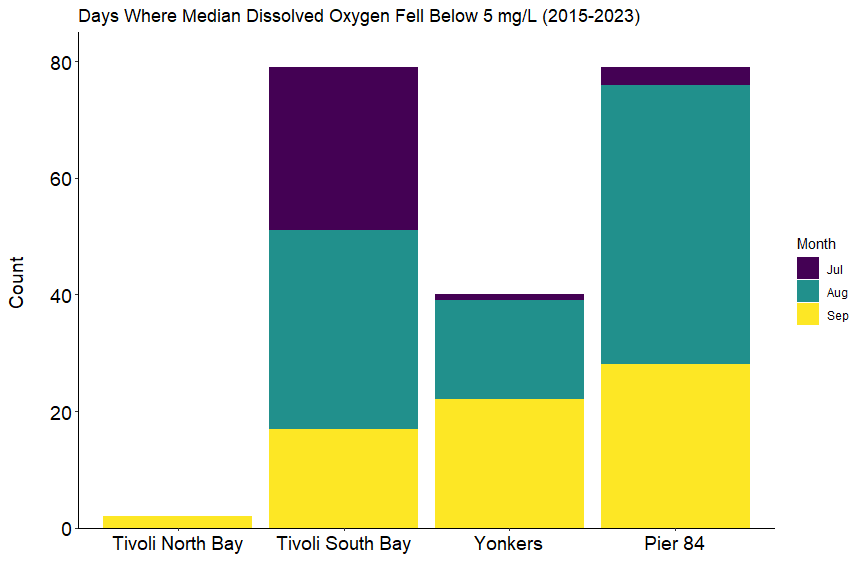 Days Where Median Dissolved Oxygen Fell Below 5 mg/L (2015-2023)
80
60
40
20
0
Count
Tivoli North Bay
Tivoli South Bay
Yonkers
Pier 84
Month
Jul
Aug
Sep